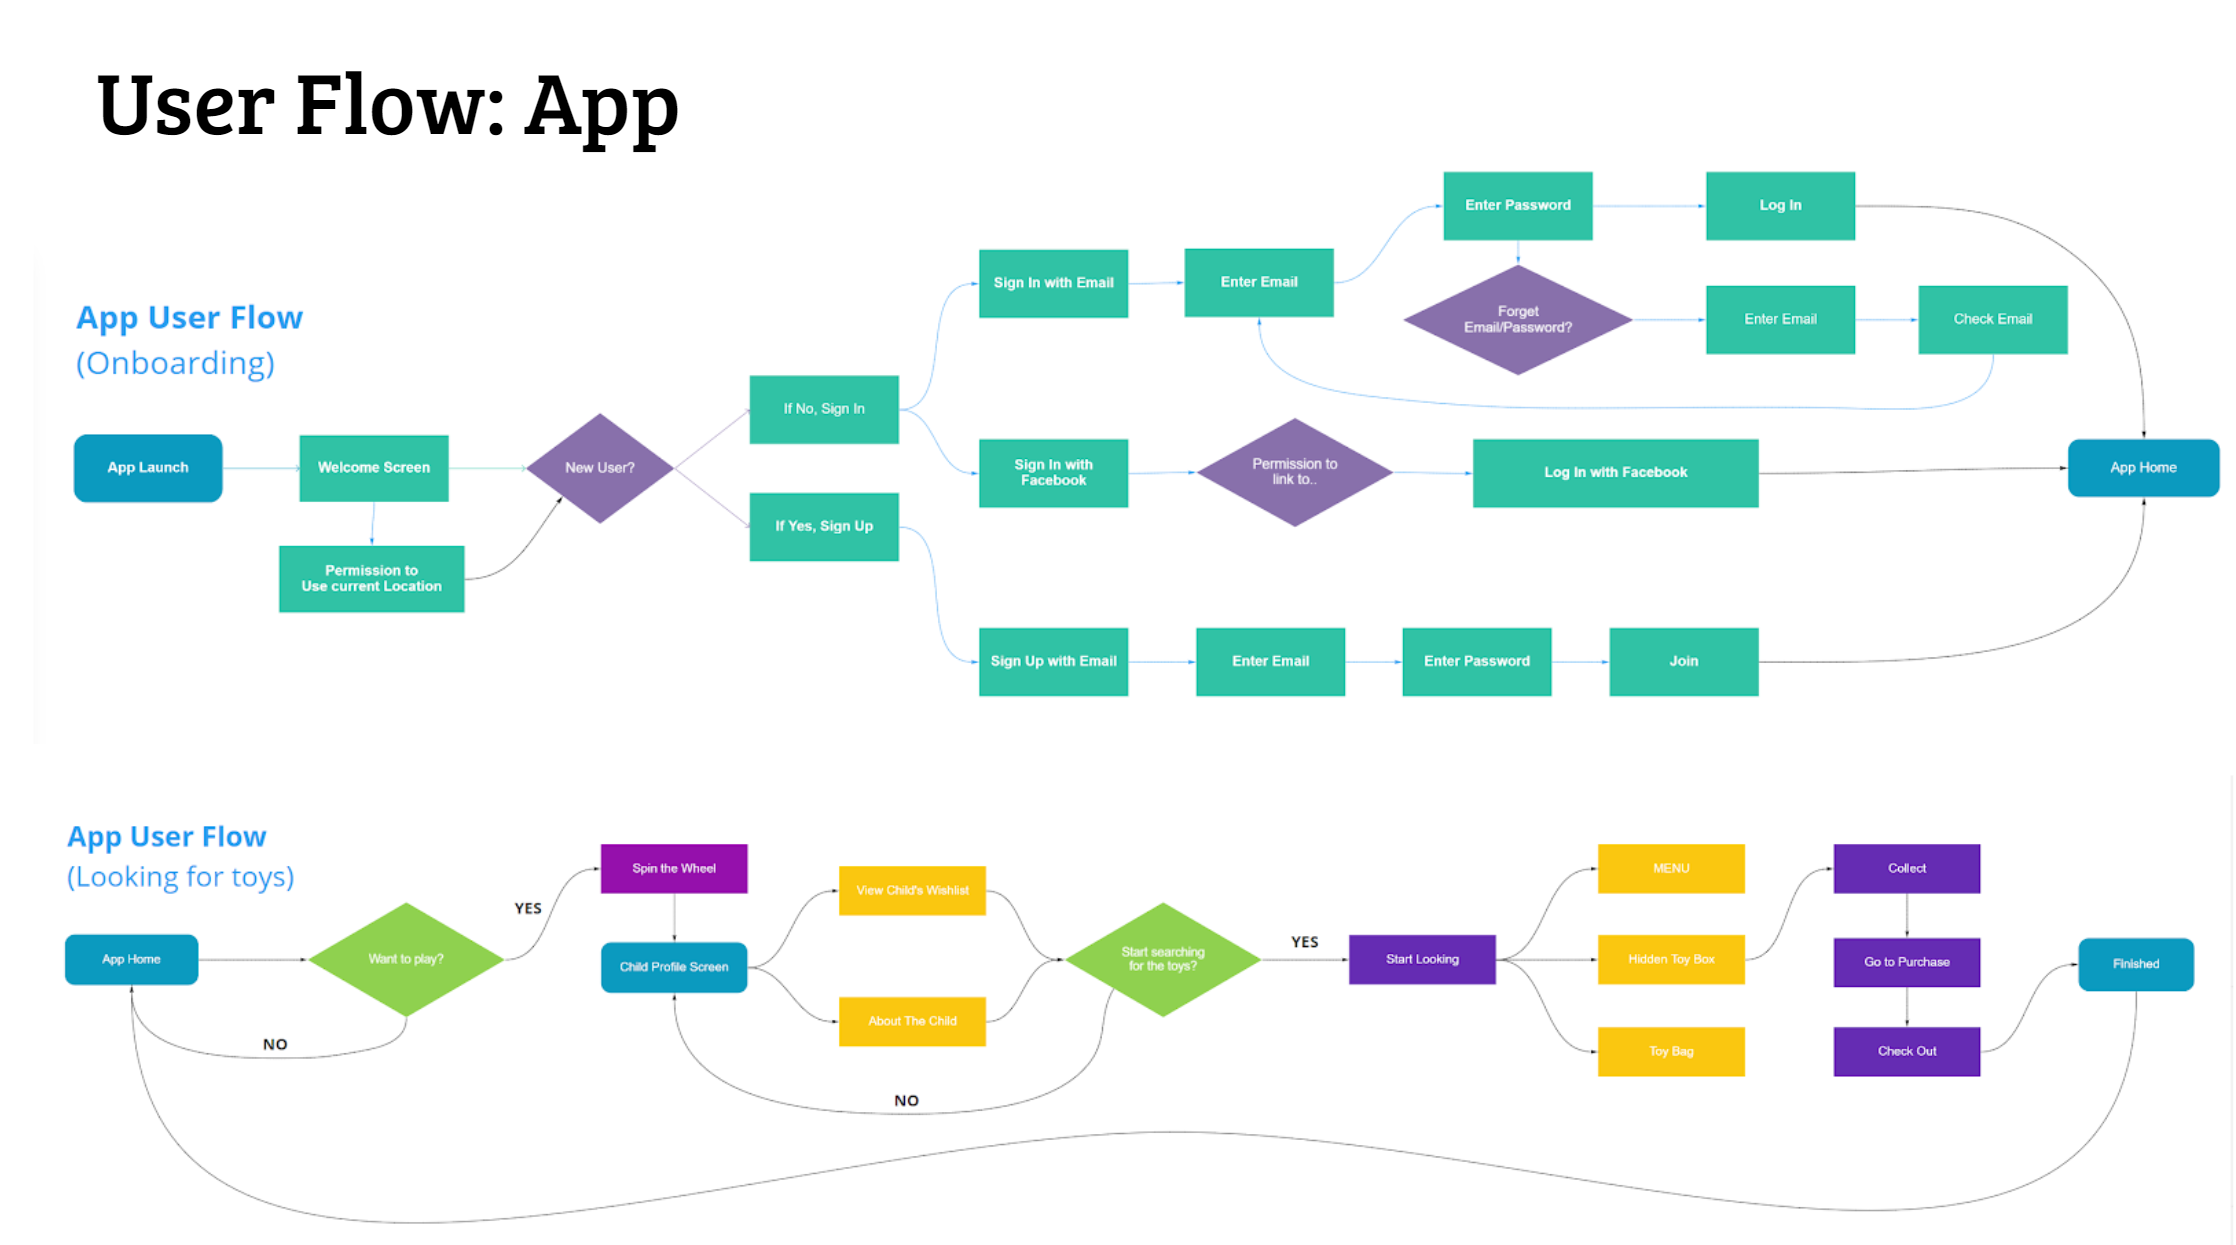 User Flow: App
App User Flow
(Onboarding)
App Launch
Welcome Screen
Permission to
Use current Location
New User?
If No, Sign In
If Yes, Sign Up
Sign In with Email
Enter Email
Enter Password
Log In
Forget
Email/Password?
Enter Email
Check Email
Sign In with
Facebook
Permission to
link to..
Log In with Facebook
App Home
Sign Up with Email
Enter Email
Enter Password
Join
App User Flow
(Looking for toys)
App Home
Want to play?
YES
NO
Spin the Wheel
Child Profile Screen
View Child's Wishlist
About The Child
Start searching
for the toys?
YES
NO
Start Looking
MENU
Hidden Toy Box
Toy Bag
Collect
Go to Purchase
Check Out
Finished